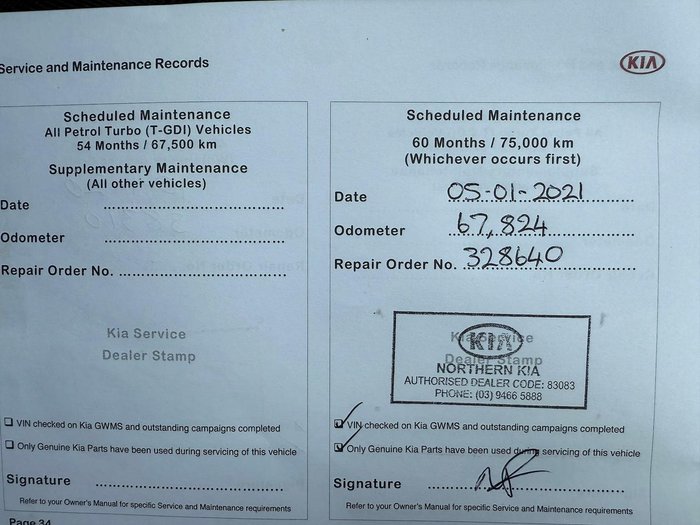 Service and Maintenance Records
KIA
Scheduled Maintenance
All Petrol Turbo (T-GDI) Vehicles
54 Months / 67,500 km
Supplementary Maintenance
(All other vehicles)
Date
Odometer
Repair Order No.
Kia Service
Dealer Stamp
VIN checked on Kia GWMS and outstanding campaigns completed
Only Genuine Kia Parts have been used during servicing of this vehicle
Signature
Refer to your Owner's Manual for specific Service and Maintenance requirements
Page 34
Scheduled Maintenance
60 Months / 75,000 km
(Whichever occurs first)
Date 05-01-2021
Odometer 67,824
Repair Order No. 328640
Kia Service
Dealer Stamp
KIA
NORTHERN KIA
AUTHORISED DEALER CODE: 83083
PHONE: (03) 9466 5888
VIN checked on Kia GWMS and outstanding campaigns completed
Only Genuine Kia Parts have been used during servicing of this vehicle
Signature
Refer to your Owner's Manual for specific Service and Maintenance requirements